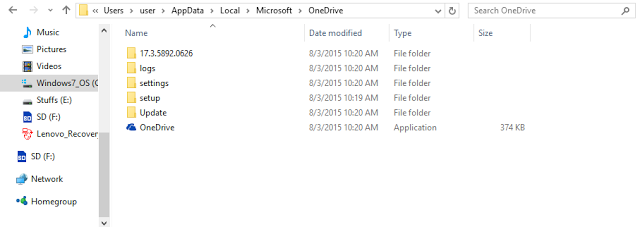 « Users › user › AppData › Local › Microsoft › OneDrive
Search OneDrive
Music
Pictures
Videos
Windows7_OS (C
Stuffs (E:)
SD (F:)
Lenovo_Recover
SD (F:)
Network
Homegroup
Name Date modified Type Size
17.3.5892.0626 8/3/2015 10:20 AM File folder
logs 8/3/2015 10:20 AM File folder
settings 8/3/2015 10:20 AM File folder
setup 8/3/2015 10:19 AM File folder
Update 8/3/2015 10:20 AM File folder
OneDrive 8/3/2015 10:20 AM Application 374 KB